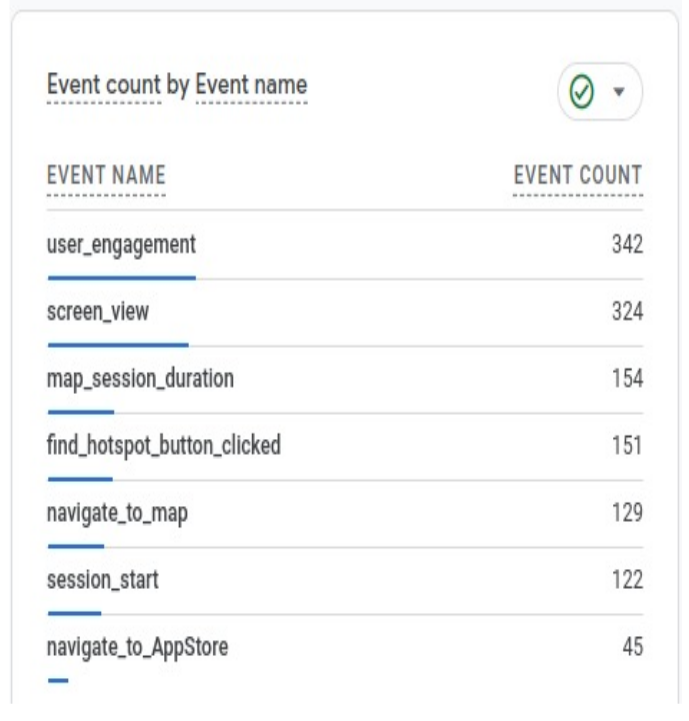 Event count by Event name
EVENT NAME EVENT COUNT
user_engagement 342
screen_view 324
map_session_duration 154
find_hotspot_button_clicked 151
navigate_to_map 129
session_start 122
navigate_to_AppStore 45